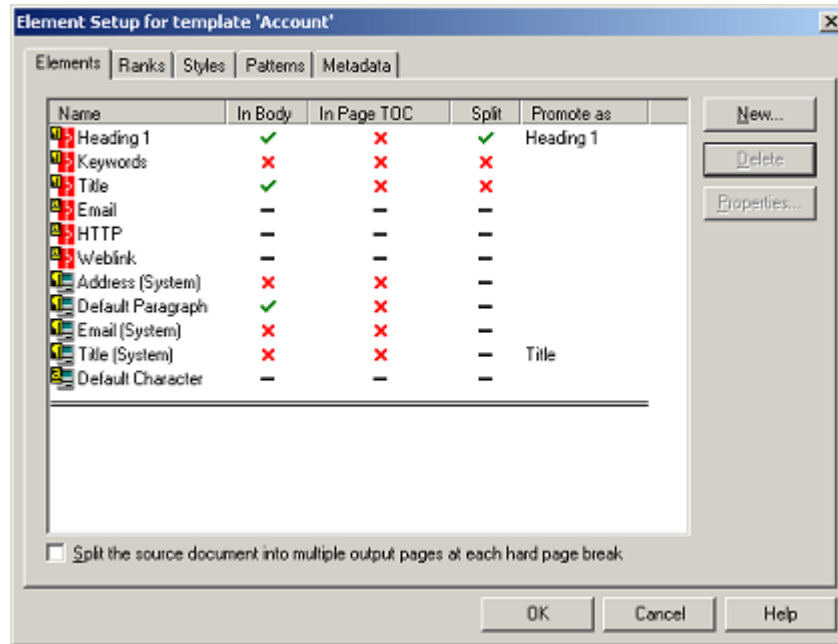 Element Setup for template 'Account'
Elements Ranks Styles Patterns Metadata
Name In Body In Page TOC Split Promote as
New...
Heading 1 Heading 1
Keywords
Delete
Title
Properties...
Email
HTTP
Weblink
Address (System)
Default Paragraph
Email (System)
Title (System) Title
Default Character
Split the source document into multiple output pages at each hard page break
OK Cancel Help